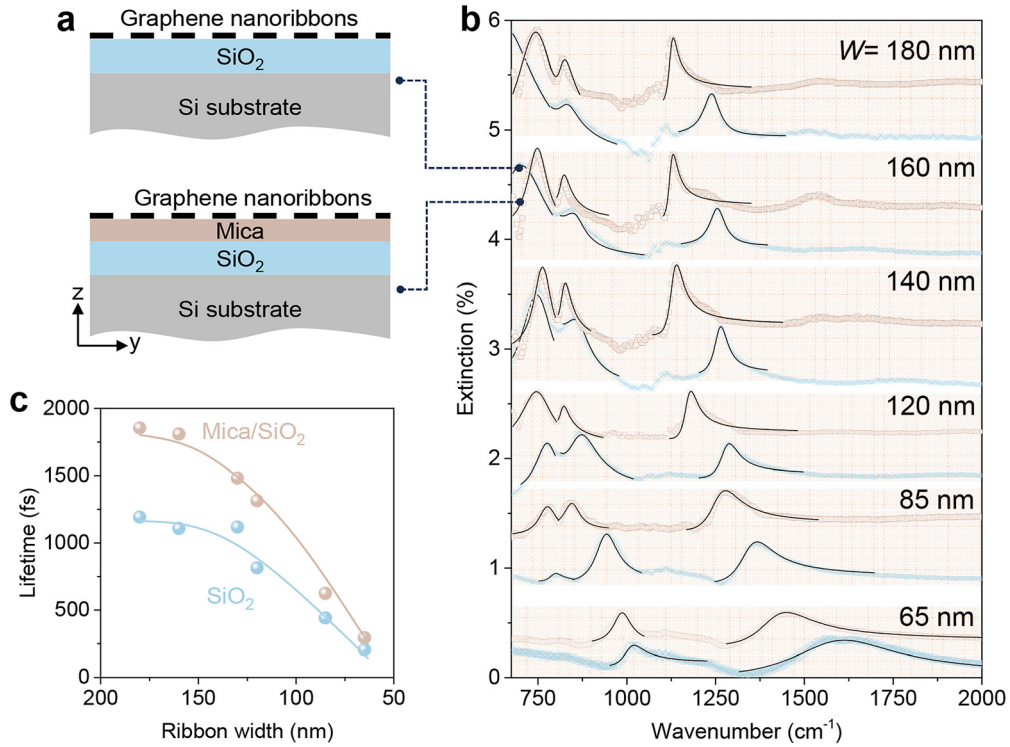 a
Graphene nanoribbons
SiO₂
Si substrate
Graphene nanoribbons
Mica
SiO₂
Si substrate
z
y
b
6
5
4
3
2
1
0
Extinction (%)
W= 180 nm
160 nm
140 nm
120 nm
85 nm
65 nm
750 1000 1250 1500 1750 2000
Wavenumber (cm⁻¹)
c
2000
1500
1000
500
0
Lifetime (fs)
Mica/SiO₂
SiO₂
200 150 100 50
Ribbon width (nm)